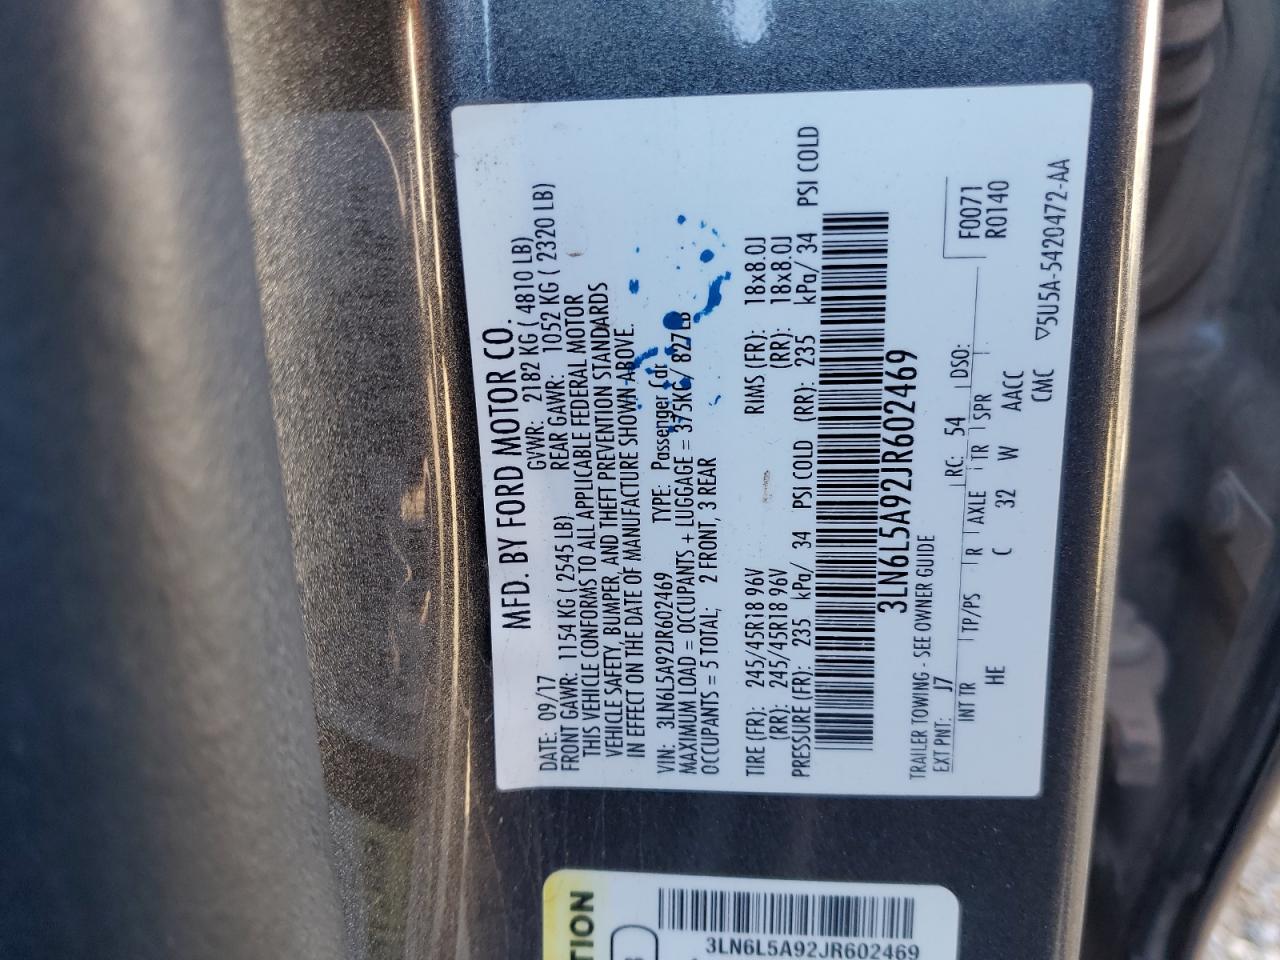 MFD. BY FORD MOTOR CO.
DATE: 09/17 GVWR: 2182 KG ( 4810 LB)
FRONT GAWR: 1154 KG ( 2545 LB) REAR GAWR: 1052 KG ( 2320 LB)
THIS VEHICLE CONFORMS TO ALL APPLICABLE FEDERAL MOTOR
VEHICLE SAFETY, BUMPER, AND THEFT PREVENTION STANDARDS
IN EFFECT ON THE DATE OF MANUFACTURE SHOWN ABOVE.
VIN: 3LN6L5A92JR602469 TYPE: Passenger Car
MAXIMUM LOAD = OCCUPANTS + LUGGAGE = 375KG / 827LB
OCCUPANTS = 5 TOTAL; 2 FRONT, 3 REAR
TIRE (FR): 245/45R18 96V RIMS (FR): 18x8.0J
(RR): 245/45R18 96V (RR): 18x8.0J
PRESSURE (FR): 235 kPa/ 34 PSI COLD (RR): 235 kPa/ 34 PSI COLD
3LN6L5A92JR602469
TRAILER TOWING - SEE OWNER GUIDE
EXT PNT: J7 RC: 54 DSO: F0071
R0140
INT TR TP/PS R AXLE TR SPR
HE C 32 W AACC
CMC
▽5U5A-5420472-AA
TION
3LN6L5A92JR602469